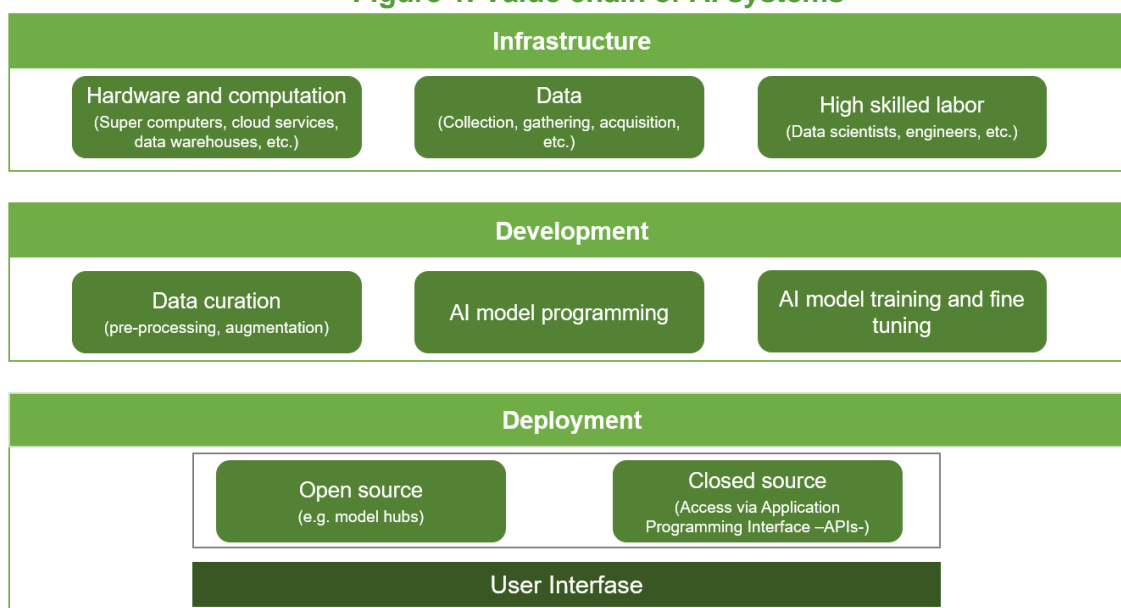 Figure 1. Value chain of AI systems
Infrastructure
Hardware and computation
(Super computers, cloud services,
data warehouses, etc.)
Data
(Collection, gathering, acquisition,
etc.)
High skilled labor
(Data scientists, engineers, etc.)
Development
Data curation
(pre-processing, augmentation)
AI model programming
AI model training and fine
tuning
Deployment
Open source
(e.g. model hubs)
Closed source
(Access via Application
Programming Interface –APIs-)
User Interfase